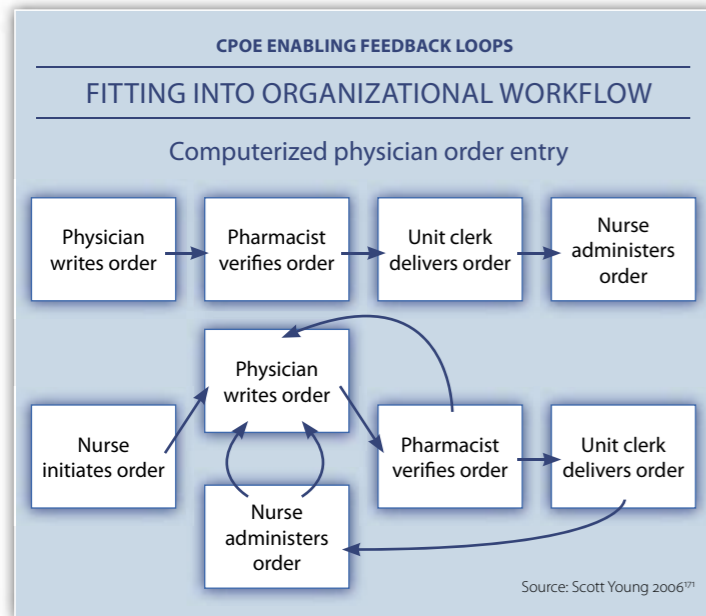 CPOE ENABLING FEEDBACK LOOPS
FITTING INTO ORGANIZATIONAL WORKFLOW
Computerized physician order entry
Physician
writes order
Pharmacist
verifies order
Unit clerk
delivers order
Nurse
administers
order
Physician
writes order
Nurse
initiates order
Pharmacist
verifies order
Unit clerk
delivers order
Nurse
administers
order
Source: Scott Young 2006¹⁷¹